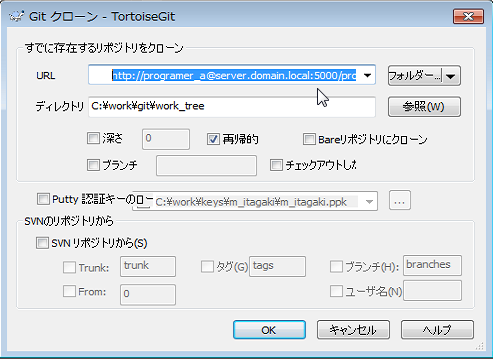 Git クローン - TortoiseGit
すでに存在するリポジトリをクローン
URL http://programer_a@server.domain.local:5000/pro フォルダー...
ディレクトリ C:¥work¥git¥work_tree 参照(W)
深さ 0 再帰的 Bareリポジトリにクローン
ブランチ チェックアウトした
Putty 認証キーのロー C:¥work¥keys¥m_itagaki¥m_itagaki.ppk ...
SVNのリポジトリから
SVN リポジトリから(S)
Trunk: trunk タグ(G) tags ブランチ(H): branches
From: 0 ユーザ名(N)
OK キャンセル ヘルプ